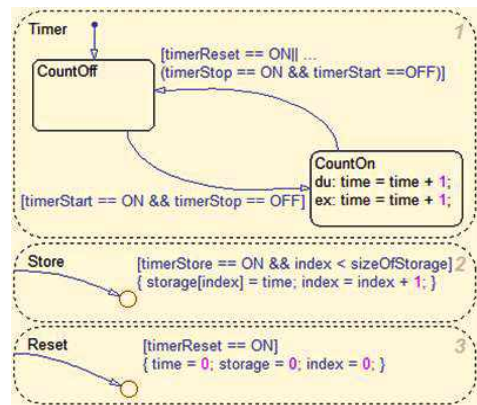 Timer
1
[timerReset == ON|| ...
(timerStop == ON && timerStart ==OFF)]
CountOff
CountOn
du: time = time + 1;
ex: time = time + 1;
[timerStart == ON && timerStop == OFF]
Store
2
[timerStore == ON && index < sizeOfStorage]
{ storage[index] = time; index = index + 1; }
Reset
3
[timerReset == ON]
{ time = 0; storage = 0; index = 0; }